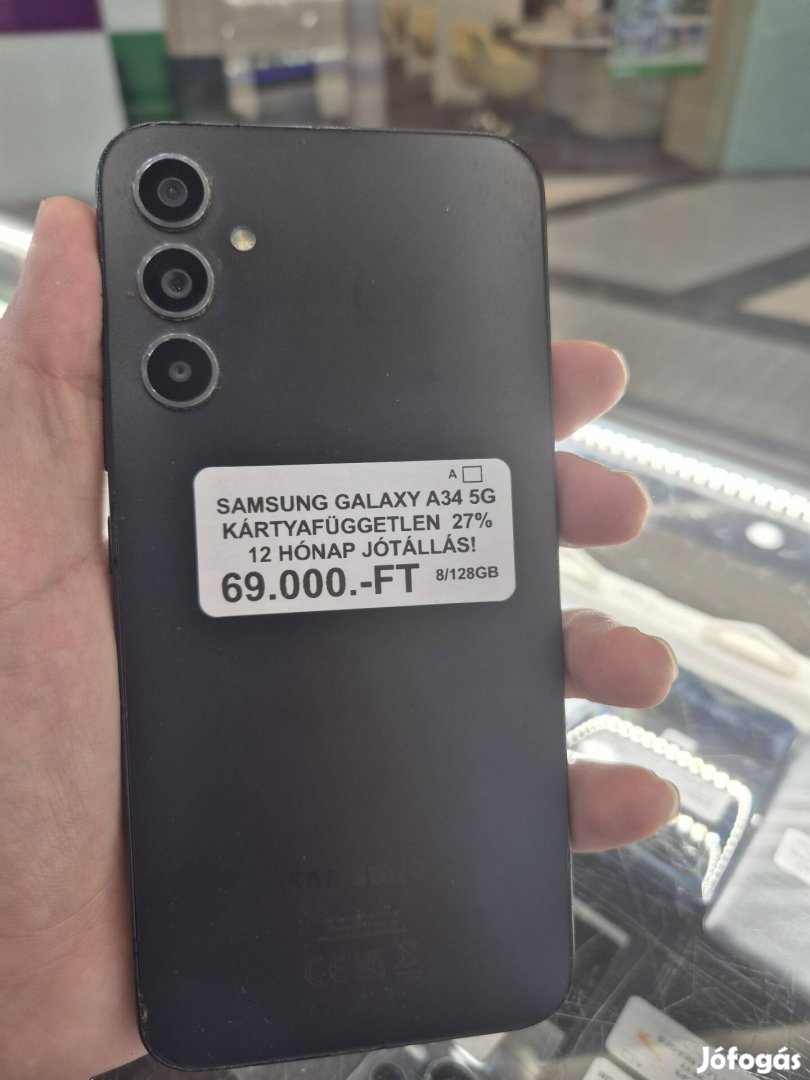 A
SAMSUNG GALAXY A34 5G
KÁRTYAFÜGGETLEN 27%
12 HÓNAP JÓTÁLLÁS!
69.000.-FT 8/128GB
Jófogás